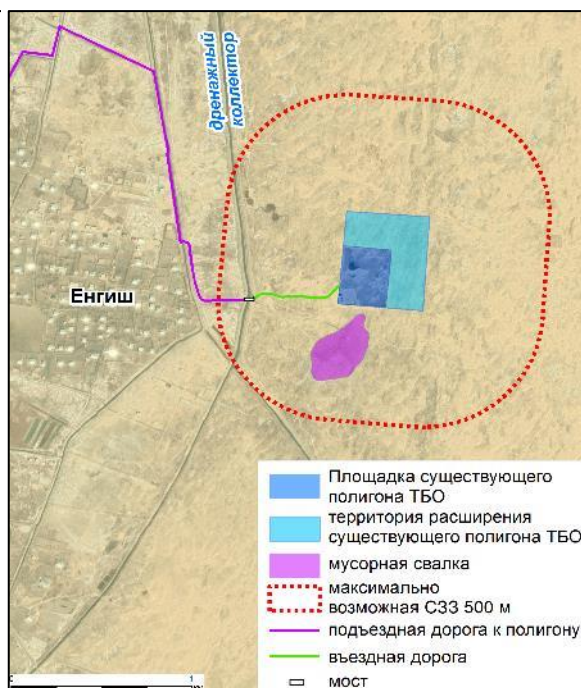 дренажный
коллектор
Енгиш
Площадка существующего
полигона ТБО
территория расширения
существующего полигона ТБО
мусорная свалка
максимально
возможная СЗЗ 500 м
подъездная дорога к полигону
въездная дорога
мост
1